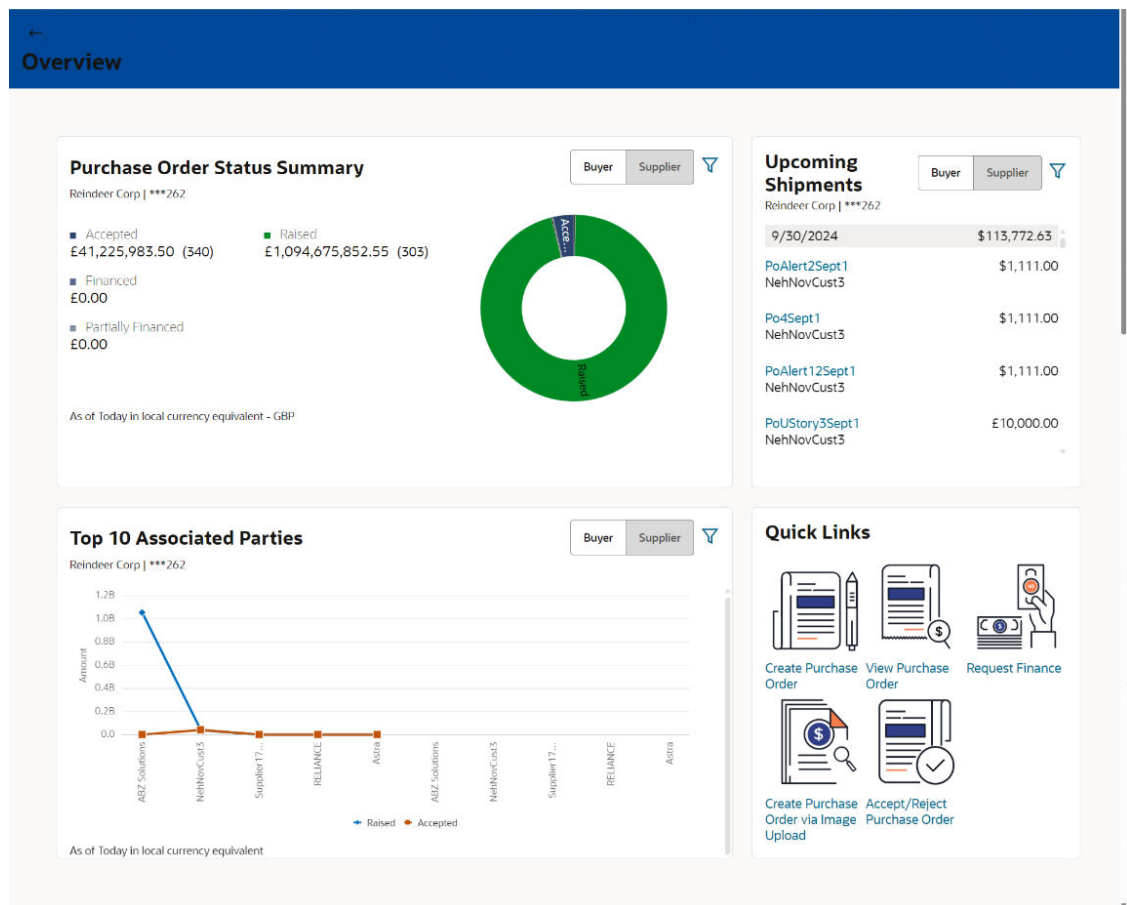 ←
Overview
Purchase Order Status Summary
Buyer Supplier
Reindeer Corp | ***262
Accepted
£41,225,983.50 (340)
Raised
£1,094,675,852.55 (303)
Financed
£0.00
Partially Financed
£0.00
Acce...
Raised
As of Today in local currency equivalent - GBP
Upcoming
Shipments
Buyer Supplier
Reindeer Corp | ***262
9/30/2024 $113,772.63
PoAlert2Sept1 $1,111.00
NehNovCust3
Po4Sept1 $1,111.00
NehNovCust3
PoAlert12Sept1 $1,111.00
NehNovCust3
PoUStory3Sept1 £10,000.00
NehNovCust3
Top 10 Associated Parties
Buyer Supplier
Reindeer Corp | ***262
Amount
1.2B
1.0B
0.8B
0.6B
0.4B
0.2B
0.0
ABZ Solutions
NehNovCust3
Supplier17...
RELIANCE
Astra
ABZ Solutions
NehNovCust3
Supplier17...
RELIANCE
Astra
Raised Accepted
As of Today in local currency equivalent
Quick Links
Create Purchase
Order
View Purchase
Order
Request Finance
Create Purchase
Order via Image
Upload
Accept/Reject
Purchase Order